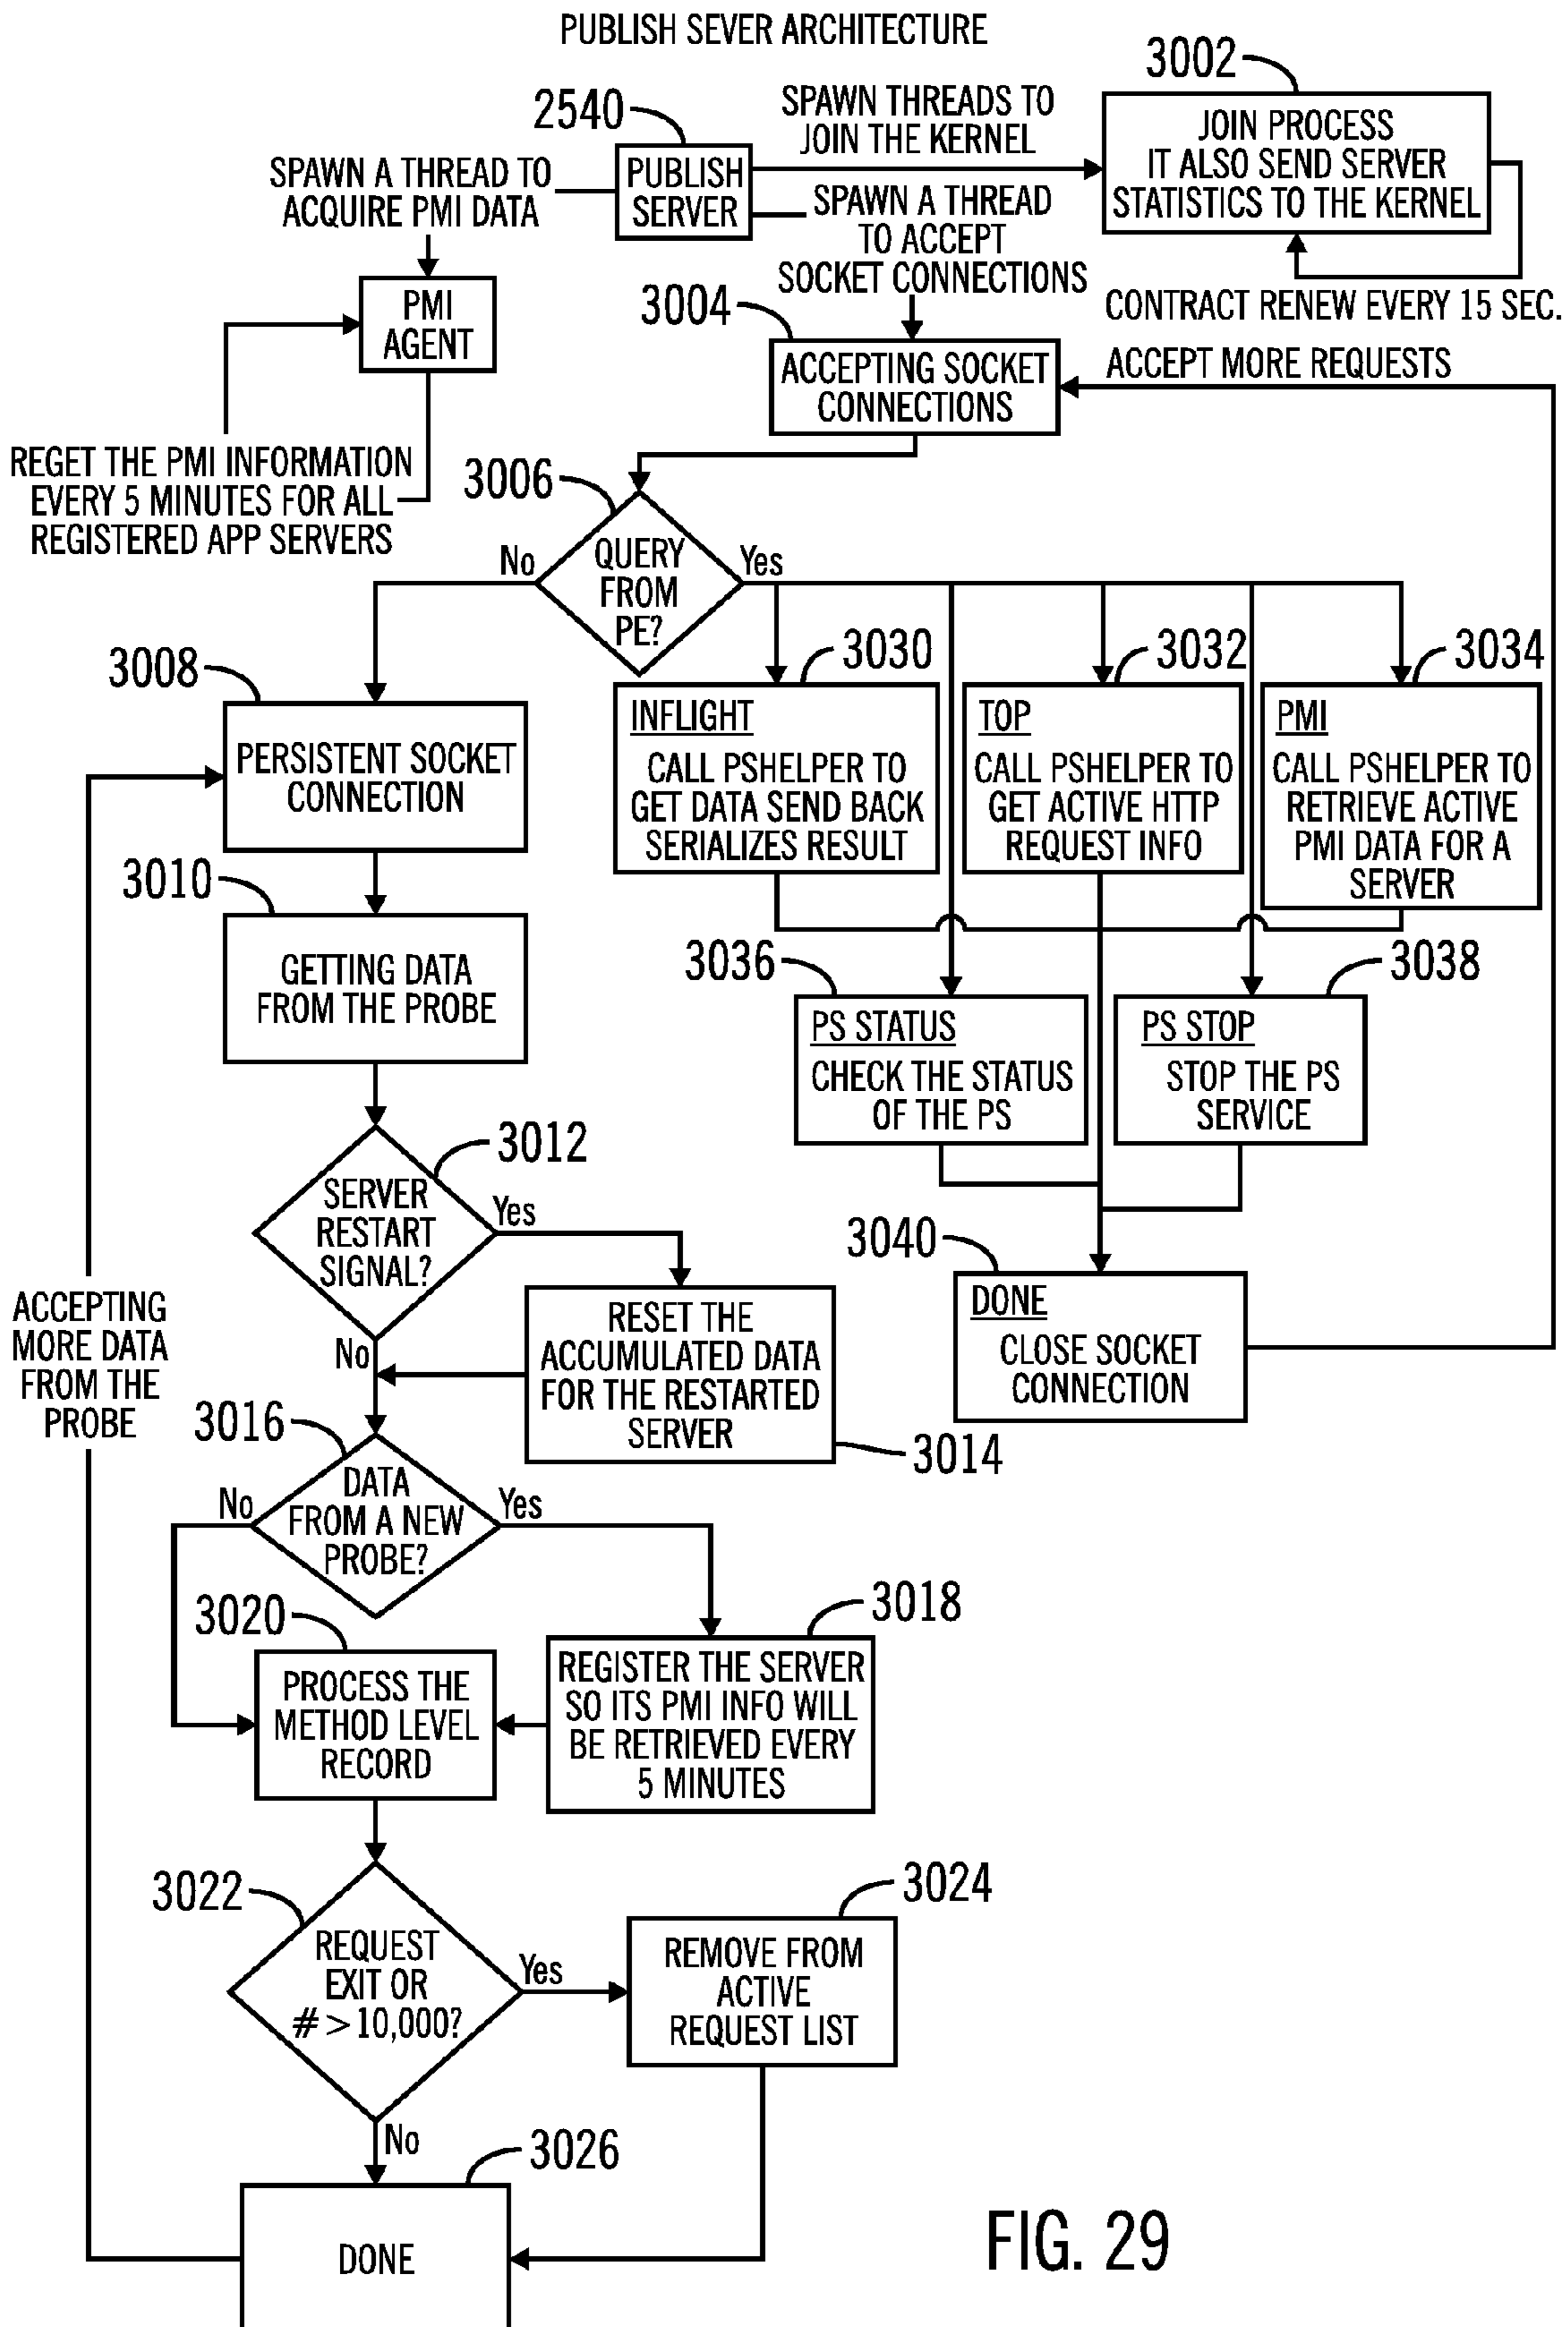 PUBLISH SEVER ARCHITECTURE
3002
2540
SPAWN THREADS TO
JOIN THE KERNEL
JOIN PROCESS
IT ALSO SEND SERVER
STATISTICS TO THE KERNEL
SPAWN A THREAD TO
ACQUIRE PMI DATA
PUBLISH
SERVER
SPAWN A THREAD
TO ACCEPT
SOCKET CONNECTIONS
CONTRACT RENEW EVERY 15 SEC.
PMI
AGENT
3004
ACCEPTING SOCKET
CONNECTIONS
ACCEPT MORE REQUESTS
REGET THE PMI INFORMATION
EVERY 5 MINUTES FOR ALL
REGISTERED APP SERVERS
3006
QUERY
FROM
PE?
No
Yes
3008
PERSISTENT SOCKET
CONNECTION
3030
INFLIGHT
CALL PSHELPER TO
GET DATA SEND BACK
SERIALIZES RESULT
3032
TOP
CALL PSHELPER TO
GET ACTIVE HTTP
REQUEST INFO
3034
PMI
CALL PSHELPER TO
RETRIEVE ACTIVE
PMI DATA FOR A
SERVER
3010
GETTING DATA
FROM THE PROBE
3036
PS STATUS
CHECK THE STATUS
OF THE PS
3038
PS STOP
STOP THE PS
SERVICE
3012
SERVER
RESTART
SIGNAL?
Yes
No
3040
DONE
CLOSE SOCKET
CONNECTION
ACCEPTING
MORE DATA
FROM THE
PROBE
RESET THE
ACCUMULATED DATA
FOR THE RESTARTED
SERVER
3014
3016
DATA
FROM A NEW
PROBE?
No
Yes
3018
REGISTER THE SERVER
SO ITS PMI INFO WILL
BE RETRIEVED EVERY
5 MINUTES
3020
PROCESS THE
METHOD LEVEL
RECORD
3022
REQUEST
EXIT OR
# >10,000?
Yes
No
3024
REMOVE FROM
ACTIVE
REQUEST LIST
3026
DONE
FIG. 29